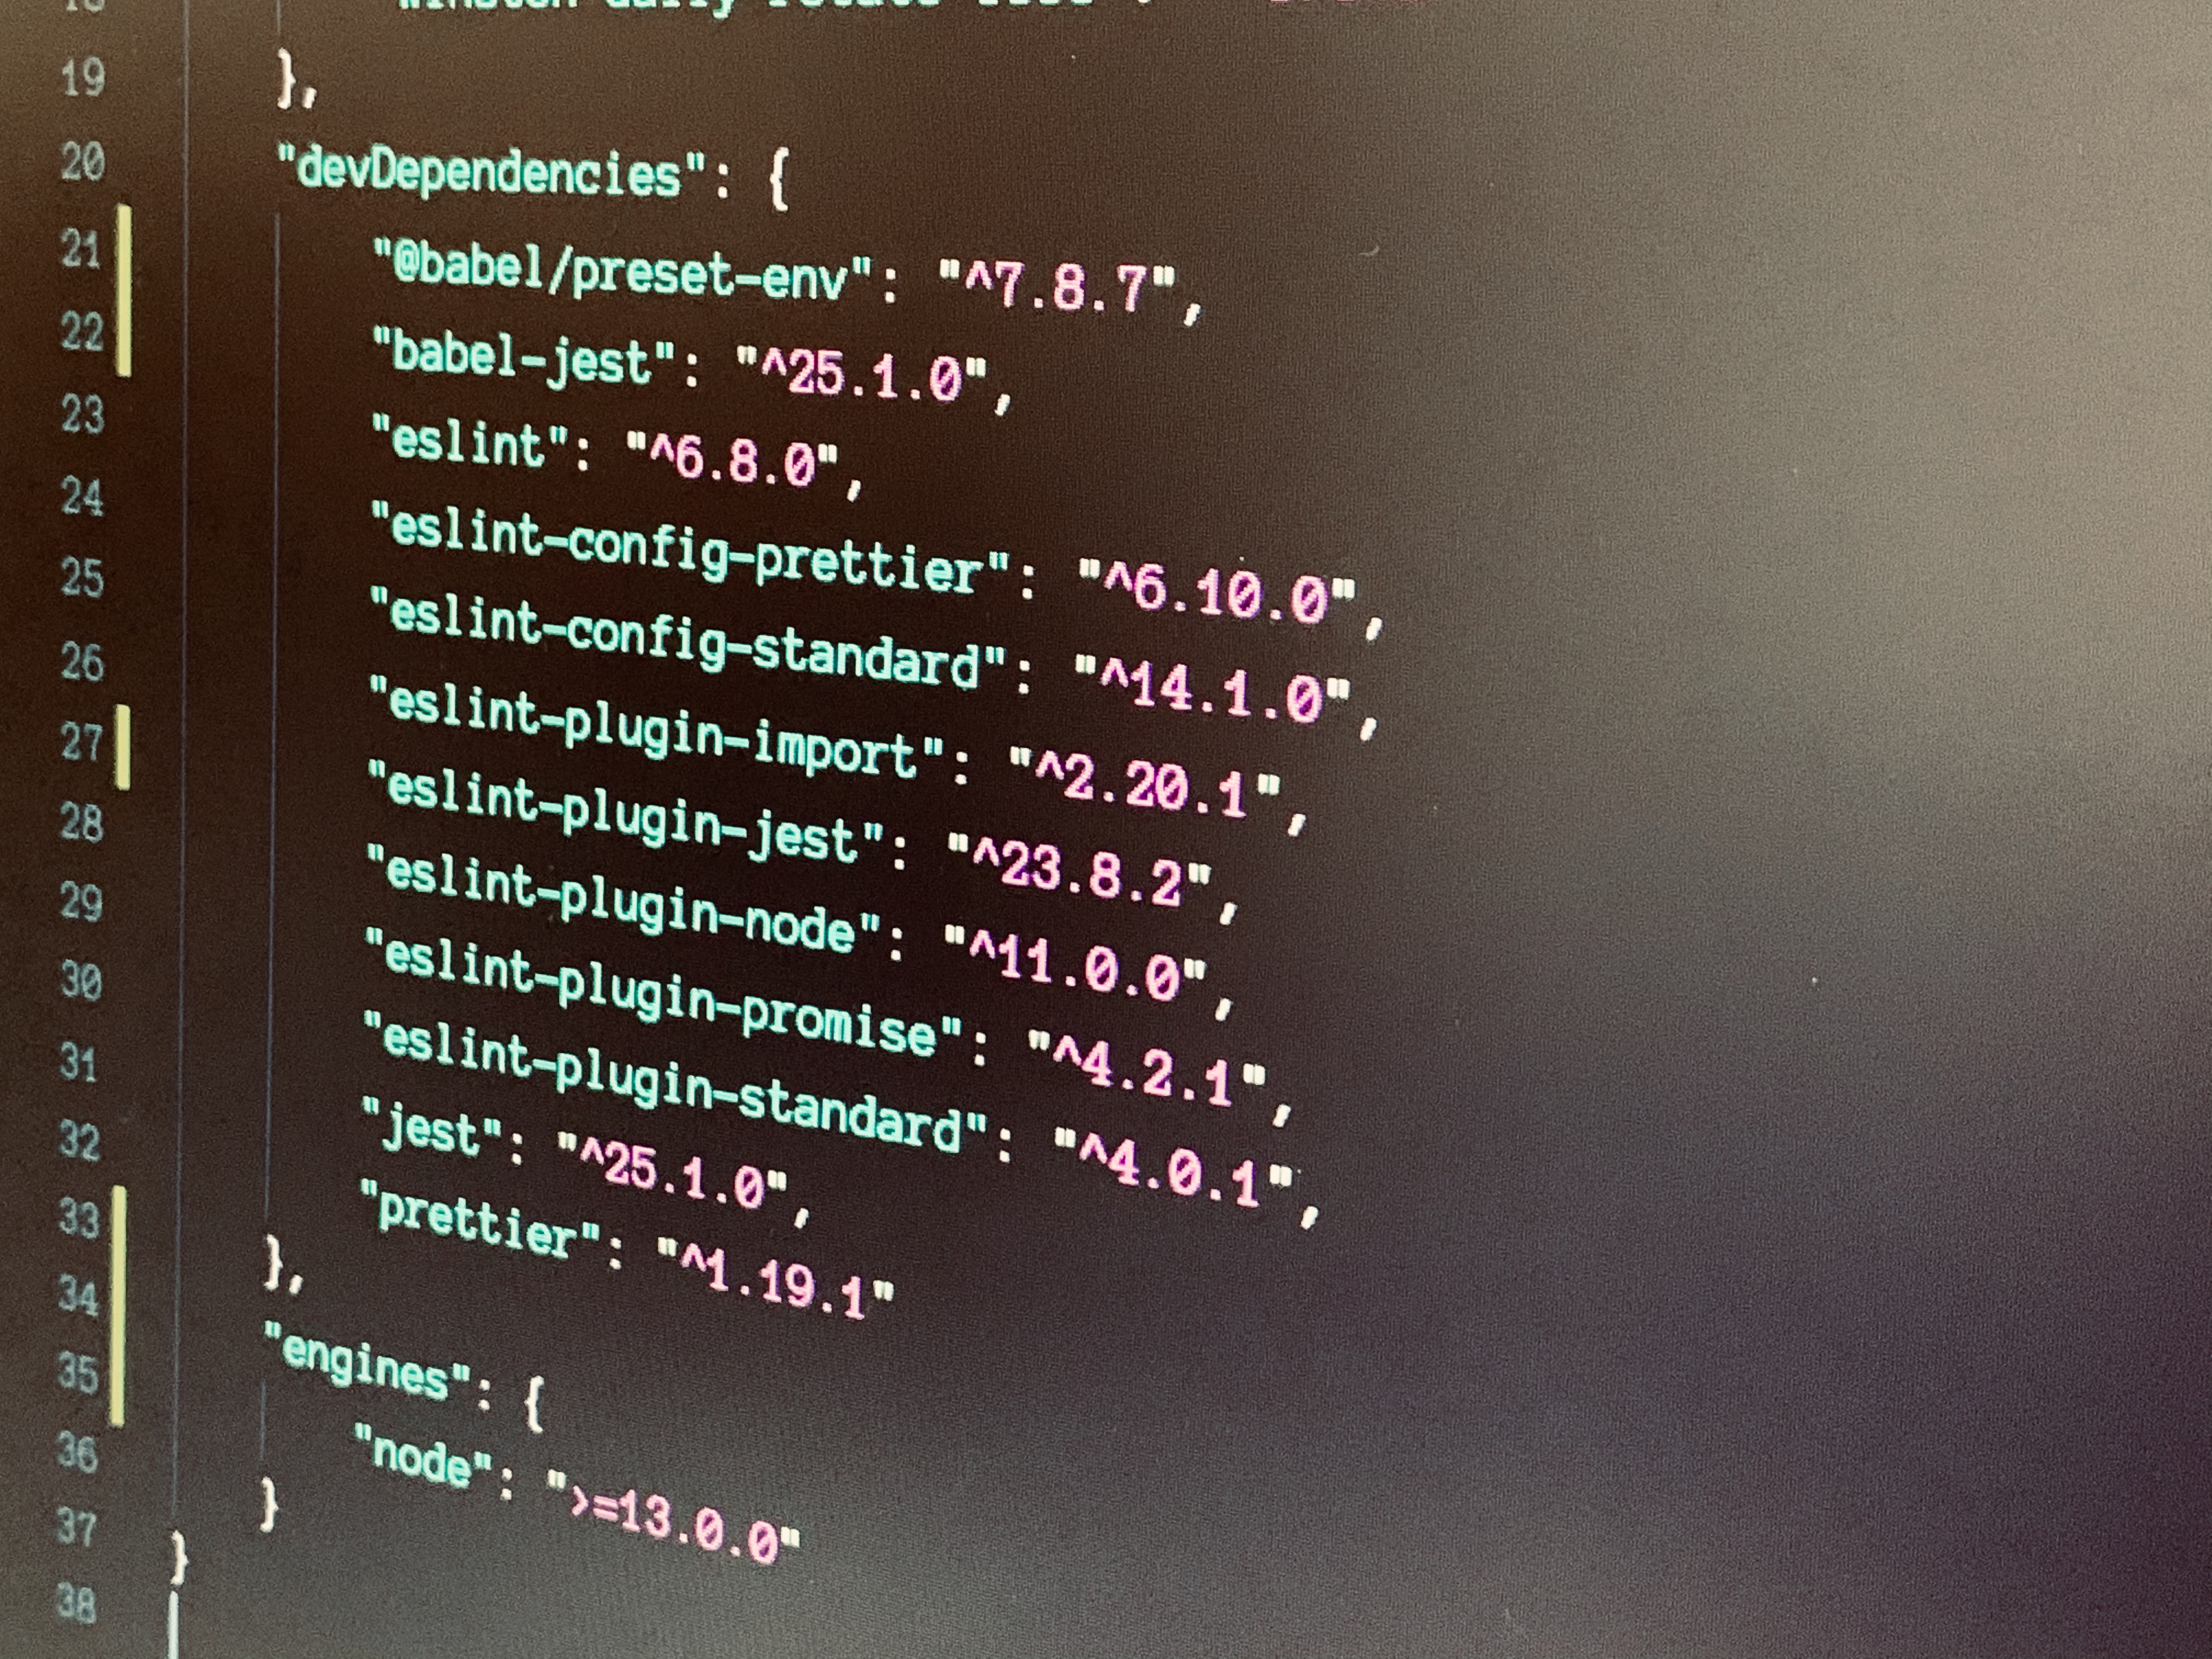 19 },
20 "devDependencies": {
21 "@babel/preset-env": "^7.8.7",
22 "babel-jest": "^25.1.0",
23 "eslint": "^6.8.0",
24 "eslint-config-prettier": "^6.10.0",
25 "eslint-config-standard": "^14.1.0",
26 "eslint-plugin-import": "^2.20.1",
27 "eslint-plugin-jest": "^23.8.2",
28 "eslint-plugin-node": "^11.0.0",
29 "eslint-plugin-promise": "^4.2.1",
30 "eslint-plugin-standard": "^4.0.1",
31 "jest": "^25.1.0",
32 "prettier": "^1.19.1"
33 },
34 "engines": {
35 "node": ">=13.0.0"
36 }
37 }
38